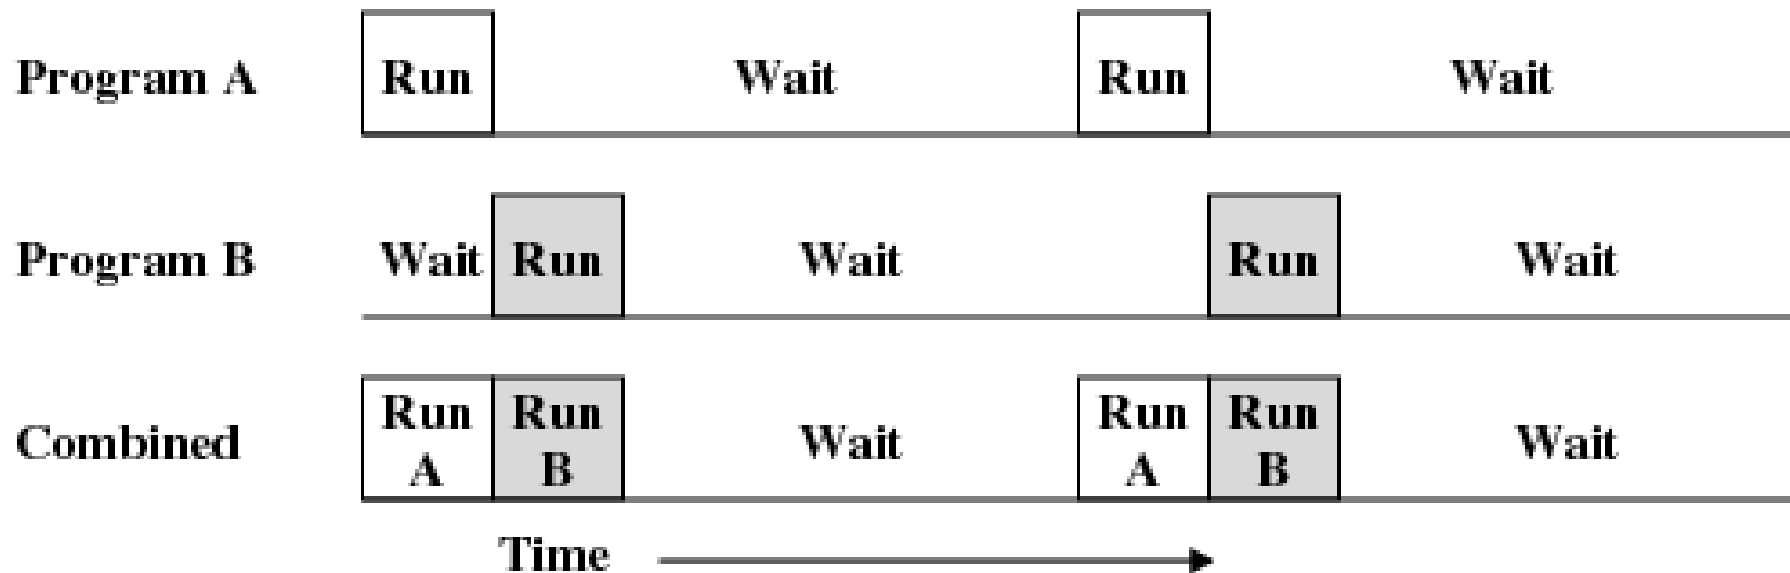 Program A Run Wait Run Wait
Program B Wait Run Wait Run Wait
Combined Run A Run B Wait Run A Run B Wait
Time